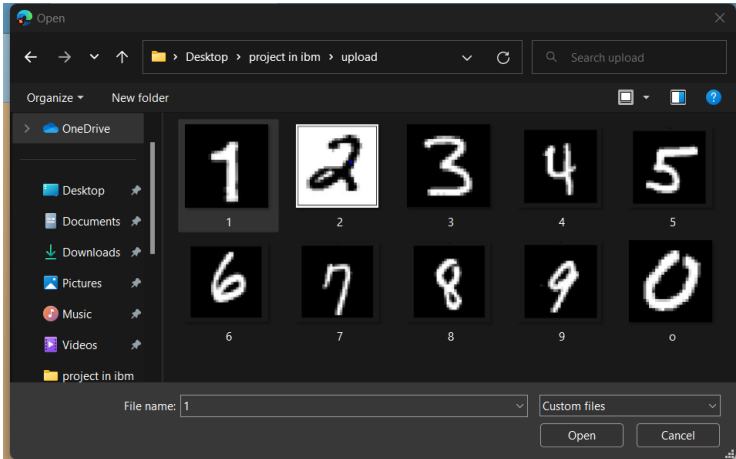 Open
Desktop > project in ibm > upload
Search upload
Organize
New folder
OneDrive
Desktop
Documents
Downloads
Pictures
Music
Videos
project in ibm
1 2 3 4 5
1 2 3 4 5
6 7 8 9 0
6 7 8 9 o
File name: 1
Custom files
Open Cancel